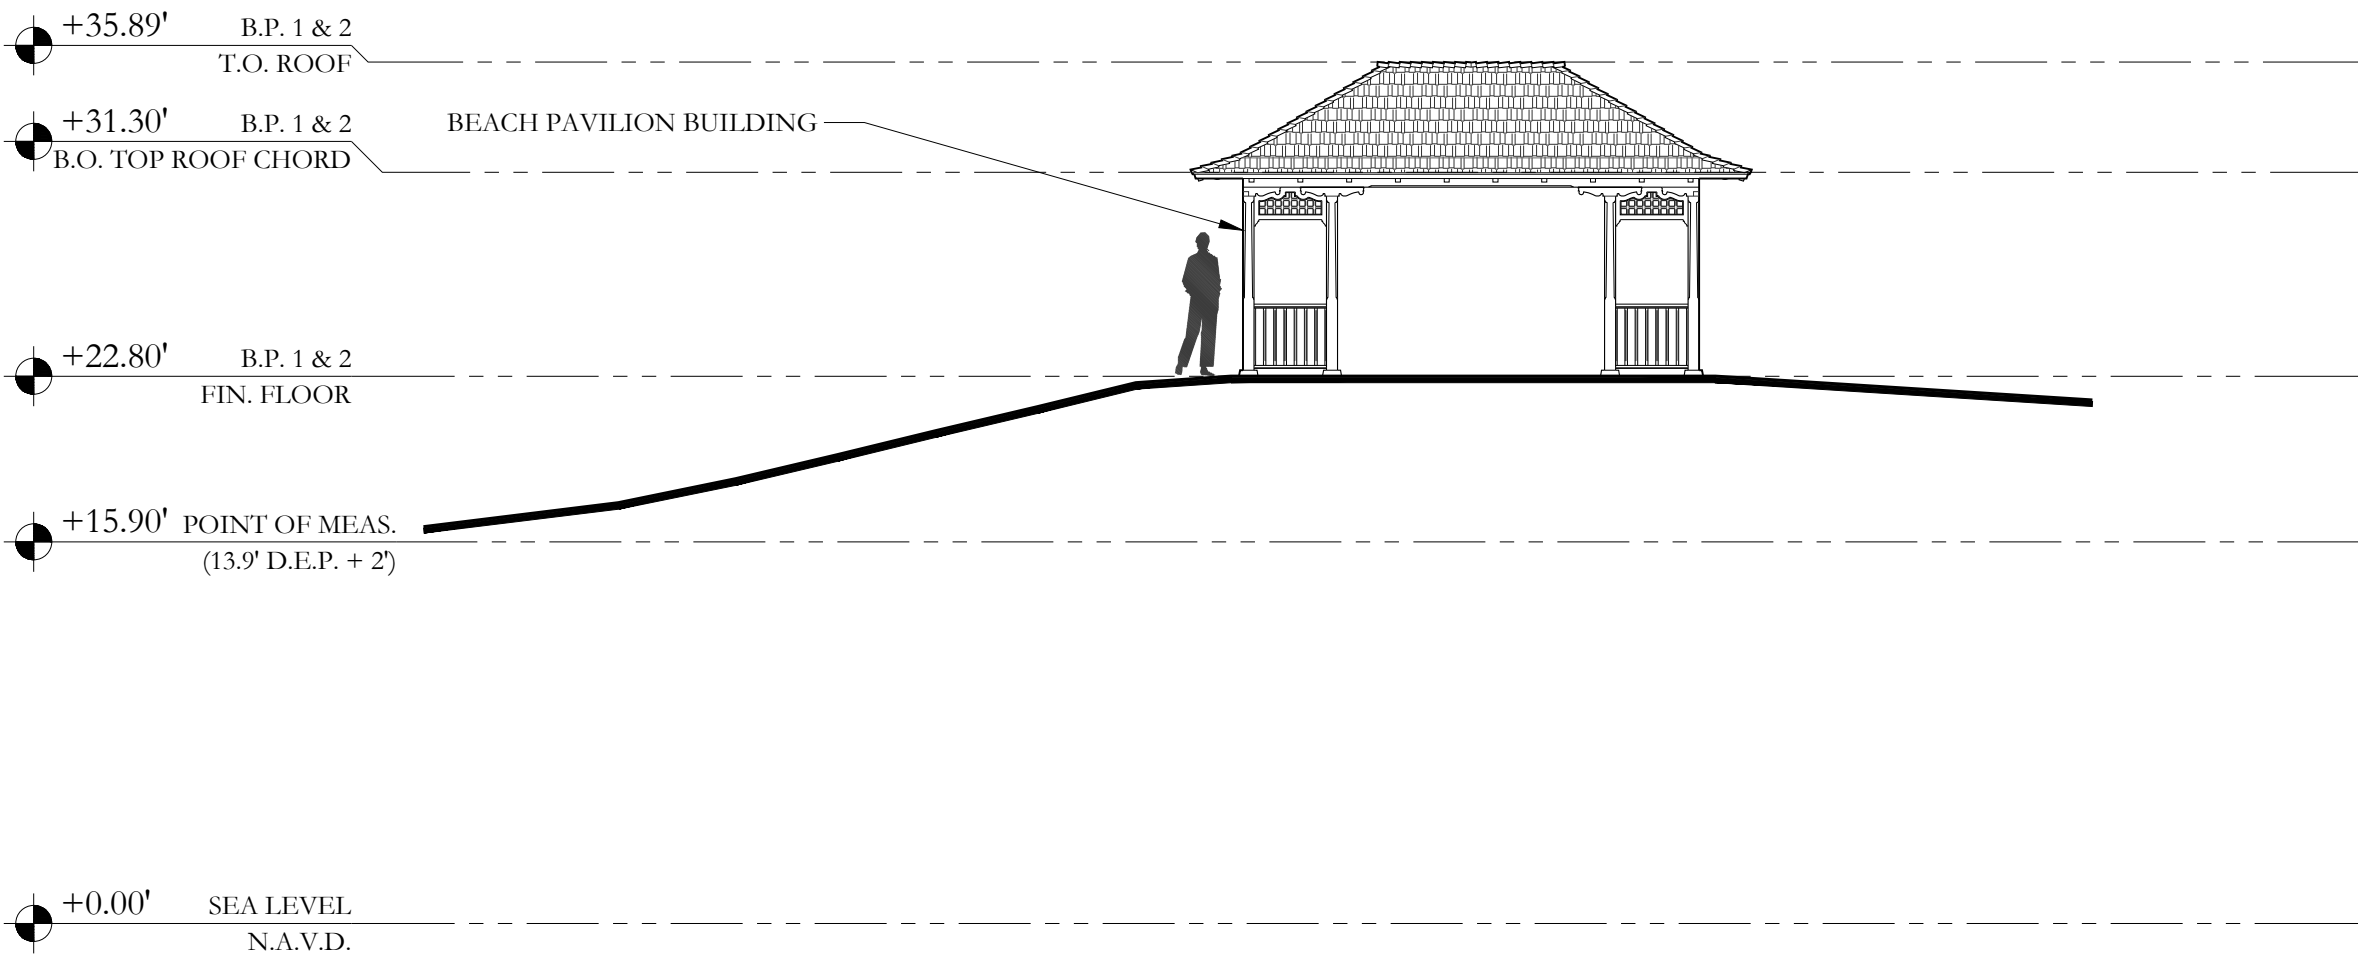 +35.89' B.P. 1 & 2
T.O. ROOF
+31.30' B.P. 1 & 2
B.O. TOP ROOF CHORD
BEACH PAVILION BUILDING
+22.80' B.P. 1 & 2
FIN. FLOOR
+15.90' POINT OF MEAS.
(13.9' D.E.P. + 2')
+0.00' SEA LEVEL
N.A.V.D.